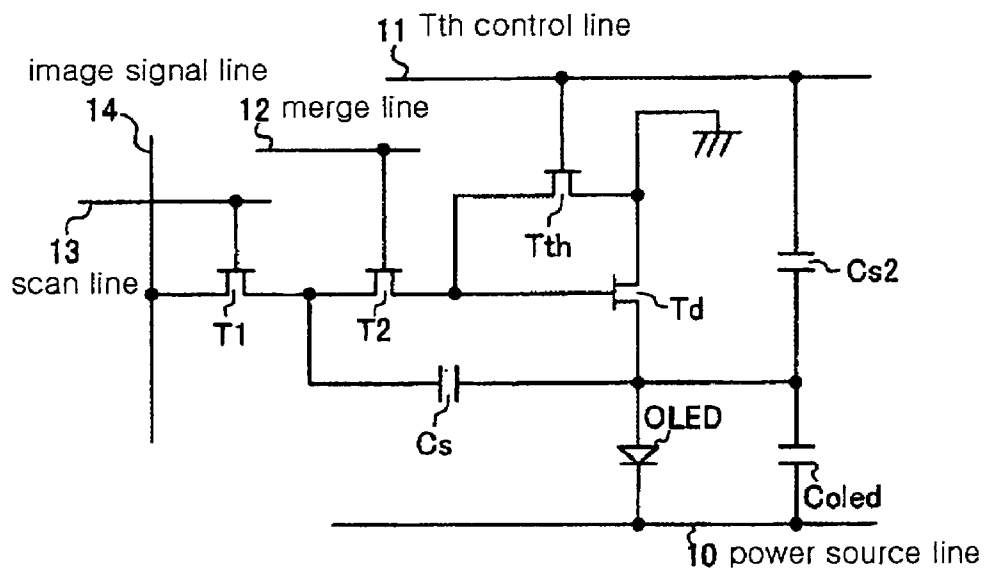 11 Tth control line
image signal line
14
12 merge line
13
scan line
Tth
Cs2
T1
T2
Td
Cs
OLED
Coled
10 power source line